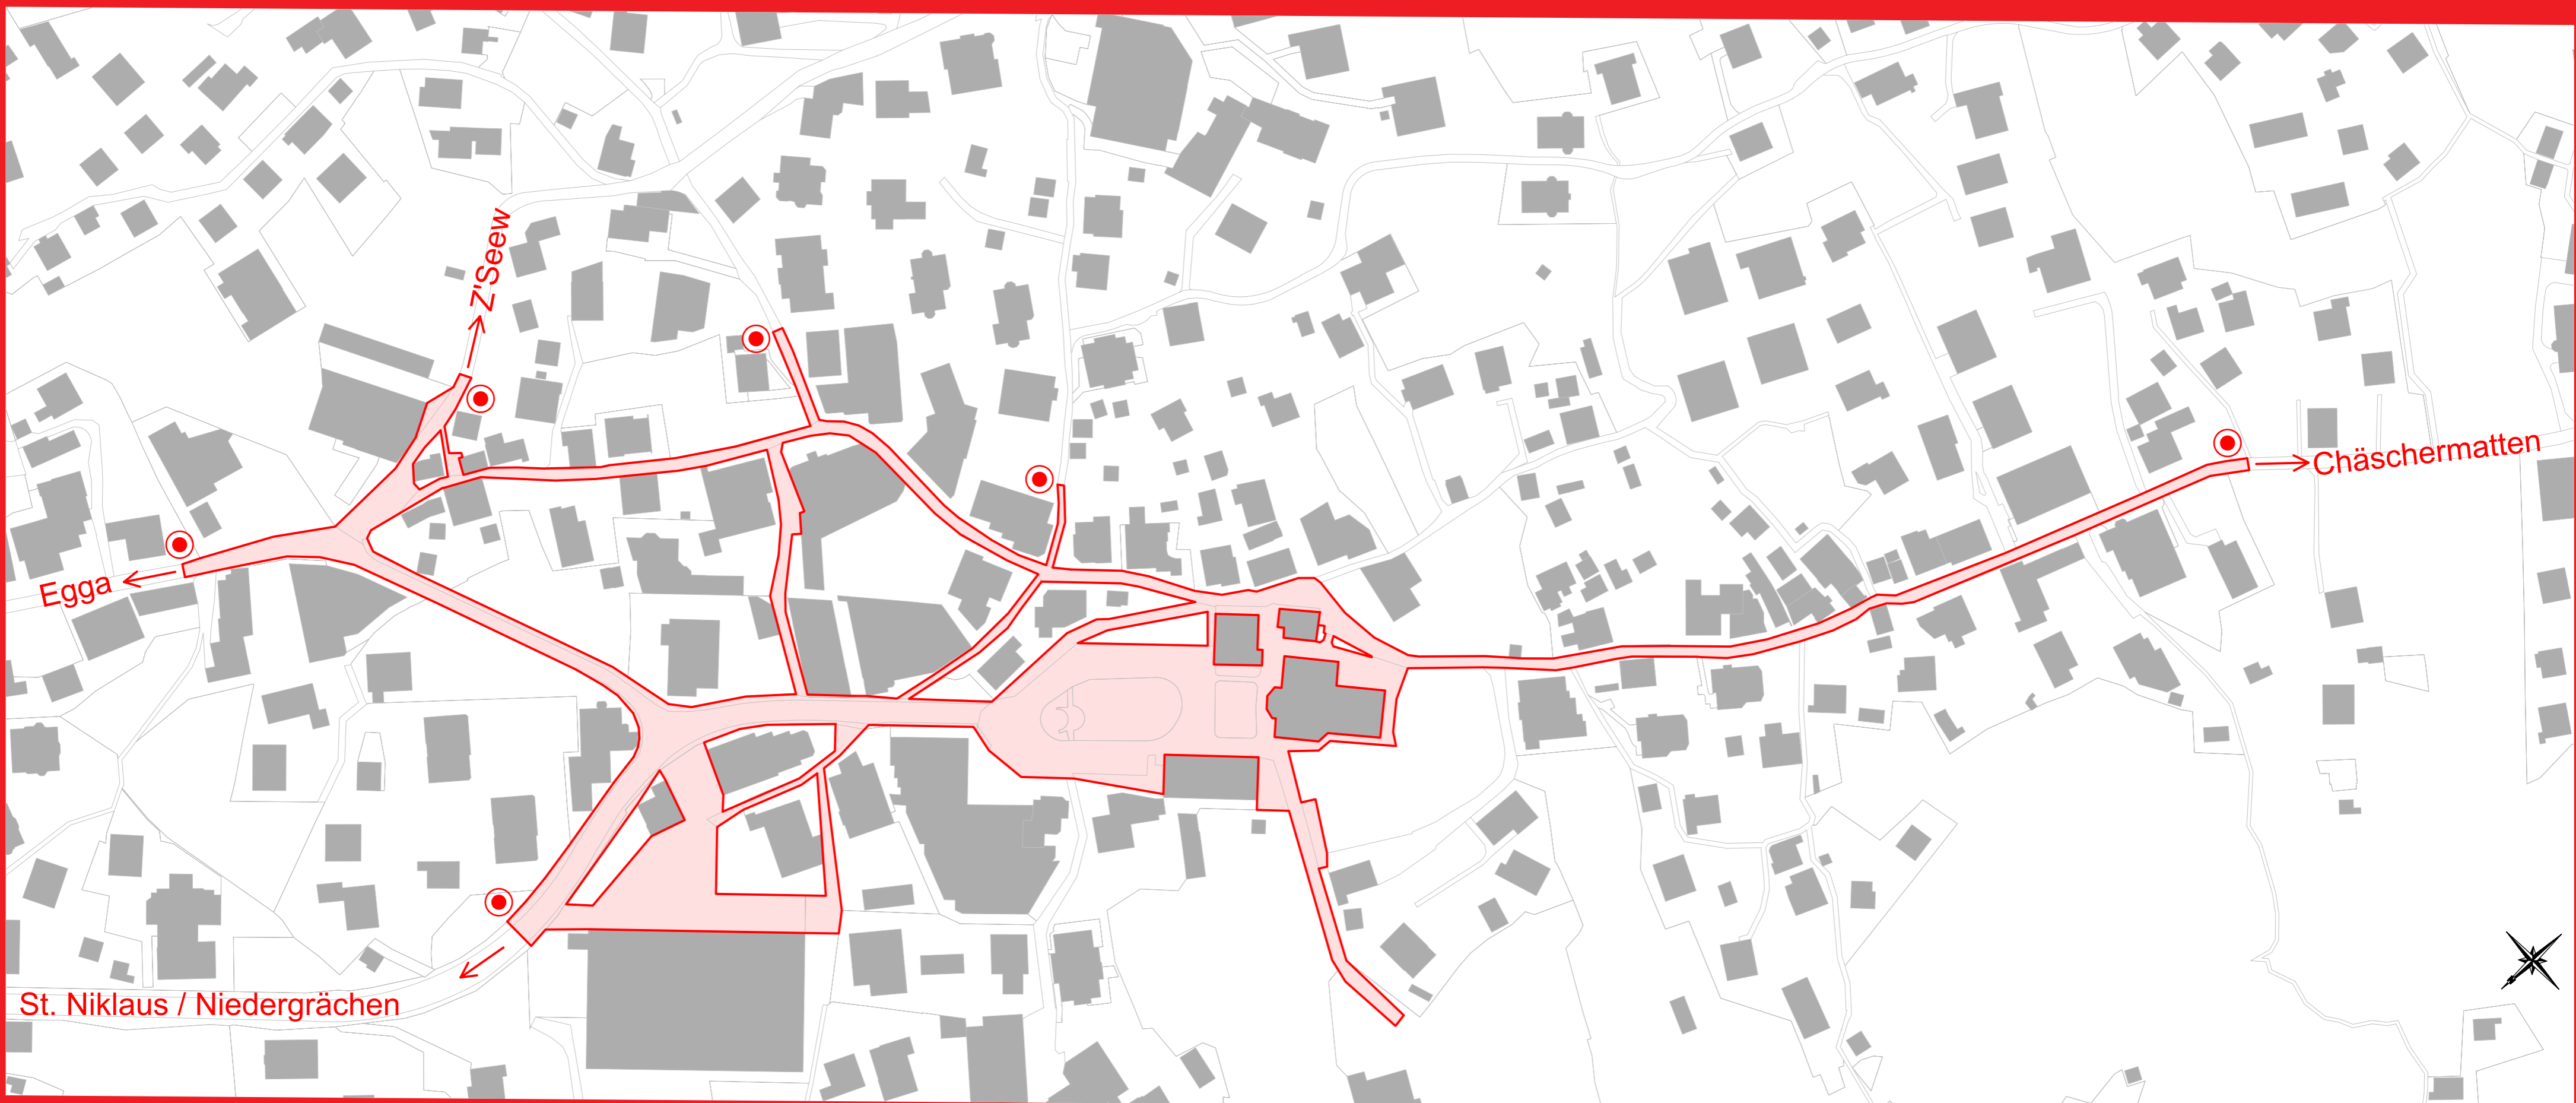 Z'Seew
Chäschermatten
Egga
St. Niklaus / Niedergrächen